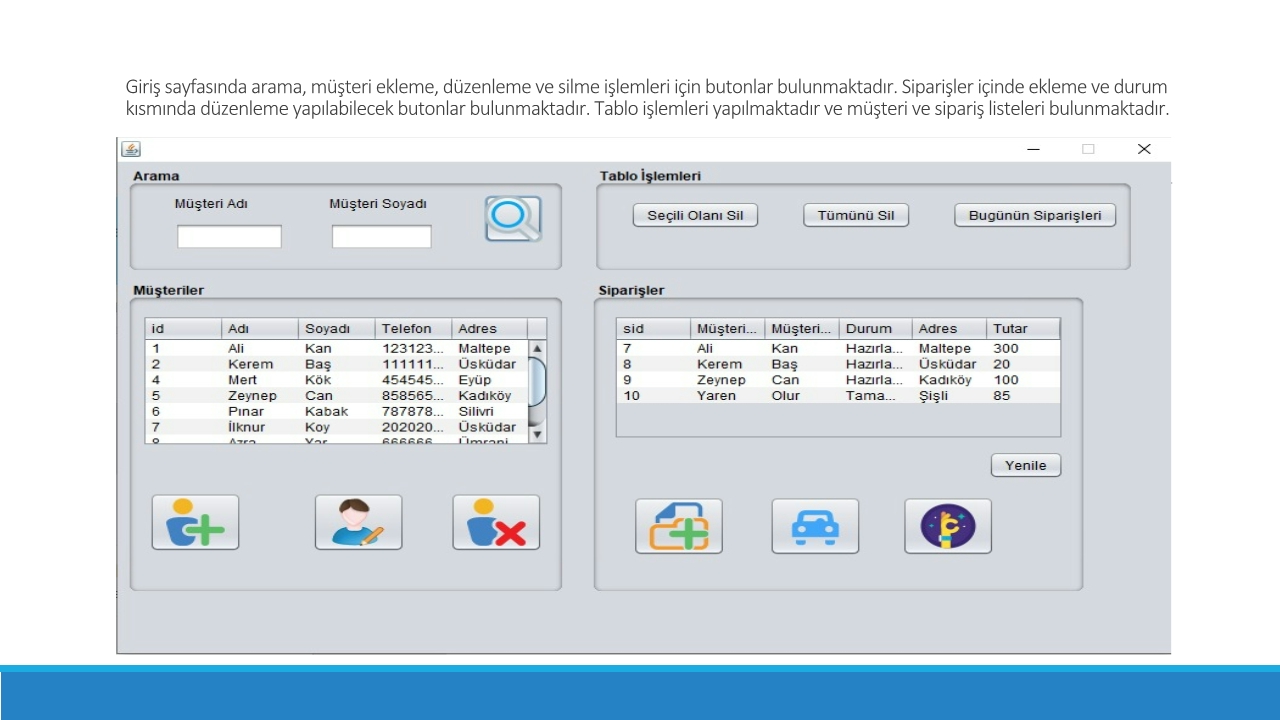 Giriş sayfasında arama, müşteri ekleme, düzenleme ve silme işlemleri için butonlar bulunmaktadır. Siparişler içinde ekleme ve durum
kısmında düzenleme yapılabilecek butonlar bulunmaktadır. Tablo işlemleri yapılmaktadır ve müşteri ve sipariş listeleri bulunmaktadır.
Arama
Müşteri Adı Müşteri Soyadı
Tablo İşlemleri
Seçili Olanı Sil Tümünü Sil Bugünün Siparişleri
Müşteriler
id Adı Soyadı Telefon Adres
1 Ali Kan 123123... Maltepe
2 Kerem Baş 111111... Üsküdar
4 Mert Kök 454545... Eyüp
5 Zeynep Can 858565... Kadıköy
6 Pınar Kabak 787878... Silivri
7 İlknur Koy 202020... Üsküdar
Siparişler
sid Müşteri... Müşteri... Durum Adres Tutar
7 Ali Kan Hazırla... Maltepe 300
8 Kerem Baş Hazırla... Üsküdar 20
9 Zeynep Can Hazırla... Kadıköy 100
10 Yaren Olur Tama... Şişli 85
Yenile